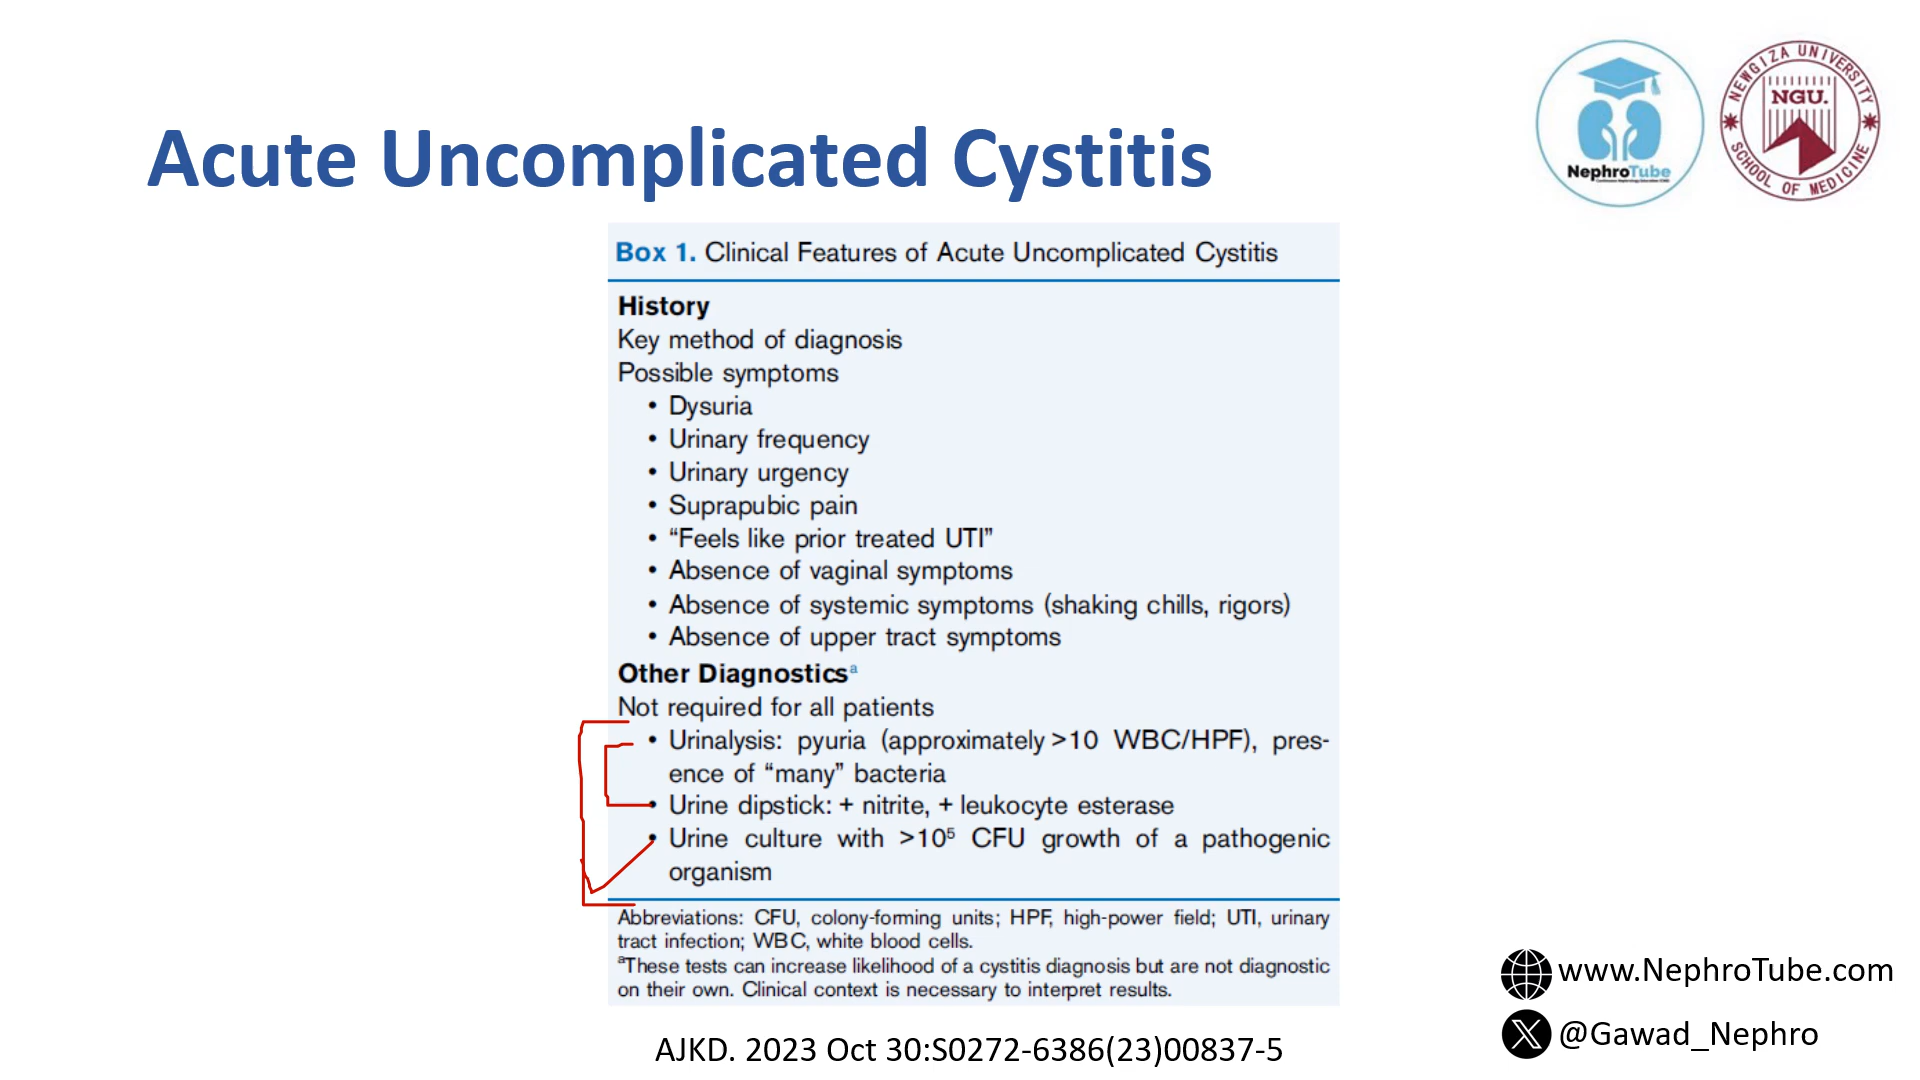 NephroTube
NEWGIZA UNIVERSITY
NGU.
SCHOOL OF MEDICINE
Acute Uncomplicated Cystitis
Box 1. Clinical Features of Acute Uncomplicated Cystitis
History
Key method of diagnosis
Possible symptoms
• Dysuria
• Urinary frequency
• Urinary urgency
• Suprapubic pain
• “Feels like prior treated UTI”
• Absence of vaginal symptoms
• Absence of systemic symptoms (shaking chills, rigors)
• Absence of upper tract symptoms
Other Diagnosticsᵃ
Not required for all patients
• Urinalysis: pyuria (approximately >10 WBC/HPF), pres-
ence of “many” bacteria
• Urine dipstick: + nitrite, + leukocyte esterase
• Urine culture with >10⁵ CFU growth of a pathogenic
organism
Abbreviations: CFU, colony-forming units; HPF, high-power field; UTI, urinary
tract infection; WBC, white blood cells.
ᵃThese tests can increase likelihood of a cystitis diagnosis but are not diagnostic
on their own. Clinical context is necessary to interpret results.
AJKD. 2023 Oct 30:S0272-6386(23)00837-5
www.NephroTube.com
@Gawad_Nephro